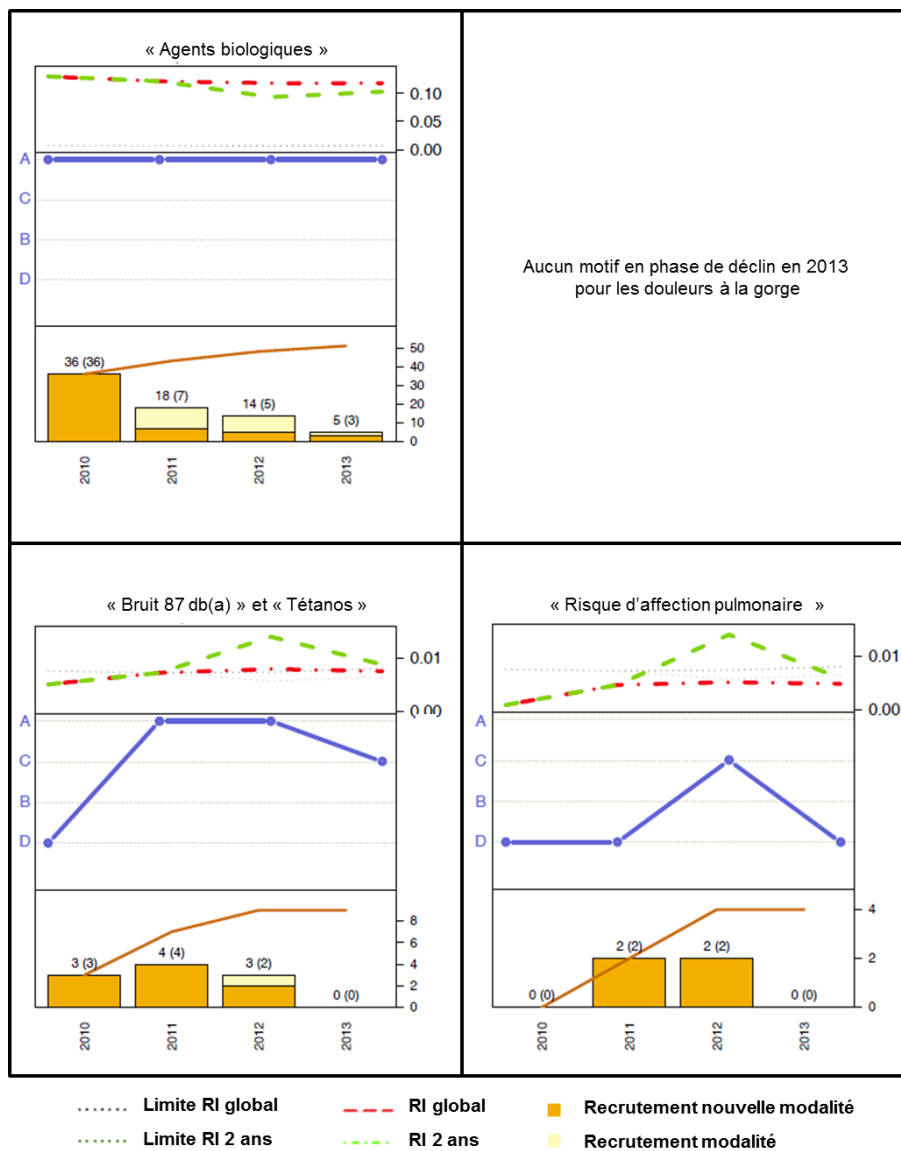 « Agents biologiques »
0.10
0.05
0.00
A
C
B
D
50
40
30
20
10
0
36 (36)
18 (7)
14 (5)
5 (3)
2010
2011
2012
2013
Aucun motif en phase de déclin en 2013
pour les douleurs à la gorge
« Bruit 87 db(a) » et « Tétanos »
0.01
0.00
A
C
B
D
8
6
4
2
0
3 (3)
4 (4)
3 (2)
0 (0)
2010
2011
2012
2013
« Risque d'affection pulmonaire »
0.01
0.00
A
C
B
D
4
2
0
0 (0)
2 (2)
2 (2)
0 (0)
2010
2011
2012
2013
Limite RI global
RI global
Recrutement nouvelle modalité
Limite RI 2 ans
RI 2 ans
Recrutement modalité